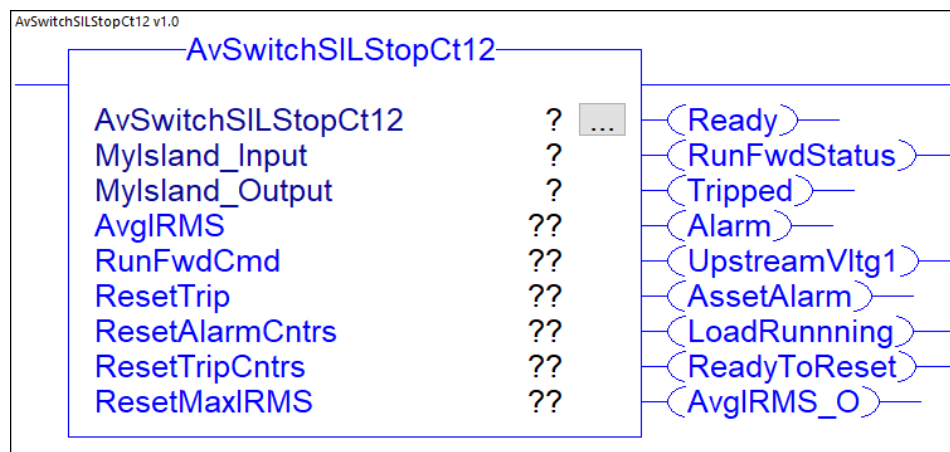 AvSwitchSILStopCt12 v1.0
AvSwitchSILStopCt12
AvSwitchSILStopCt12 ? ... Ready
MyIsland_Input ? RunFwdStatus
MyIsland_Output ? Tripped
AvgIRMS ?? Alarm
RunFwdCmd ?? UpstreamVltg1
ResetTrip ?? AssetAlarm
ResetAlarmCntrs ?? LoadRunnning
ResetTripCntrs ?? ReadyToReset
ResetMaxIRMS ?? AvgIRMS_O